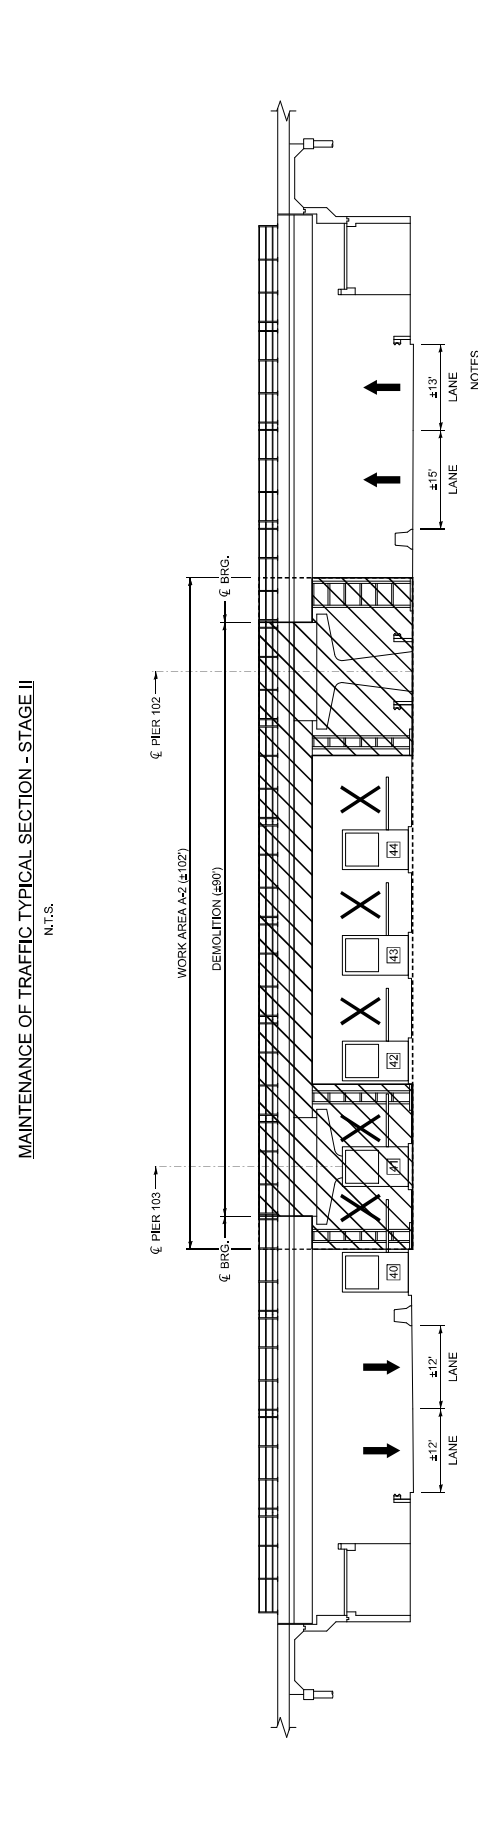 MAINTENANCE OF TRAFFIC TYPICAL SECTION - STAGE II
N.T.S.
℄ PIER 103
℄ PIER 102
WORK AREA A-2 (±102')
DEMOLITION (±90')
℄ BRG.
℄ BRG.
40
41
42
43
44
±12'
LANE
±12'
LANE
±15'
LANE
±13'
LANE
NOTES